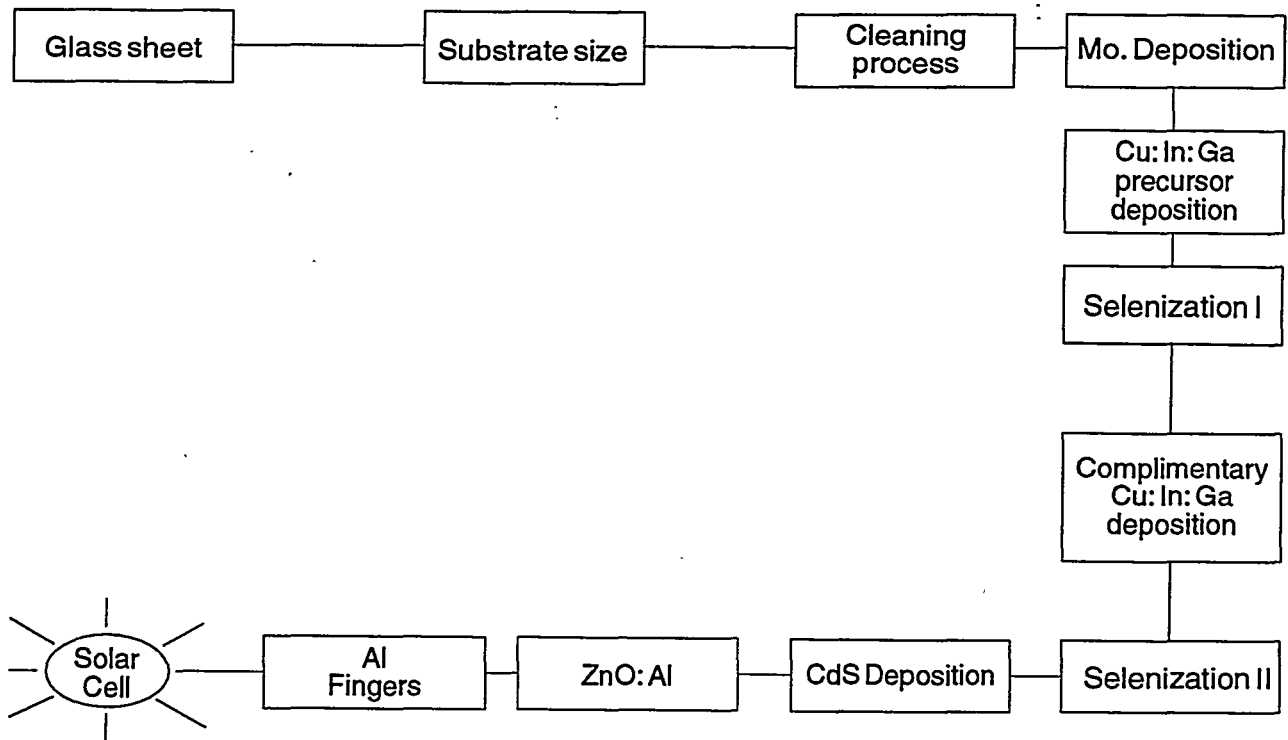 Glass sheet
Substrate size
Cleaning
process
Mo. Deposition
Cu: In: Ga
precursor
deposition
Selenization I
Complimentary
Cu: In: Ga
deposition
Selenization II
CdS Deposition
ZnO: Al
Al
Fingers
Solar
Cell